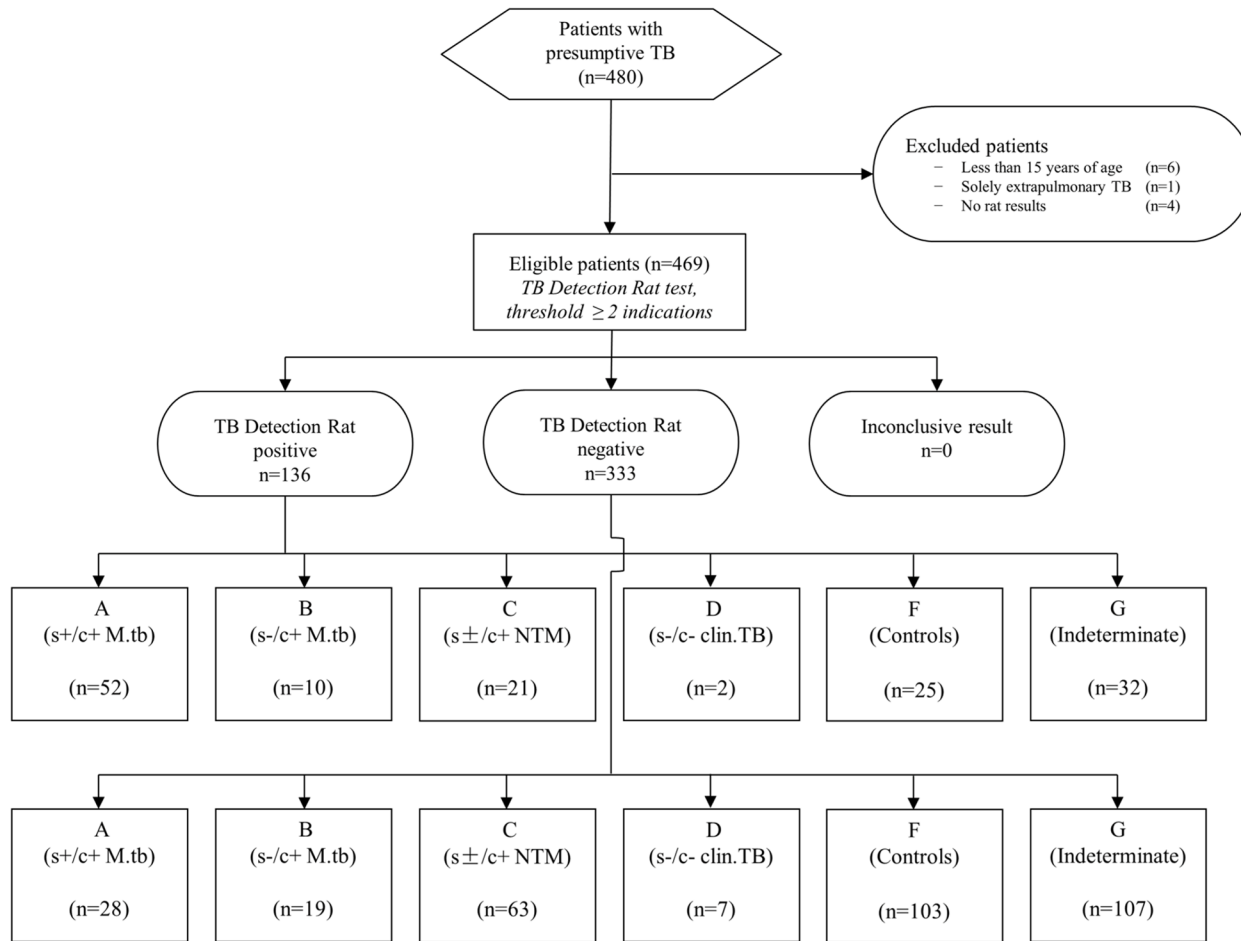 Patients with
presumptive TB
(n=480)
Excluded patients
− Less than 15 years of age (n=6)
− Solely extrapulmonary TB (n=1)
− No rat results (n=4)
Eligible patients (n=469)
TB Detection Rat test,
threshold ≥ 2 indications
TB Detection Rat
positive
n=136
TB Detection Rat
negative
n=333
Inconclusive result
n=0
A
(s+/c+ M.tb)
(n=52)
B
(s-/c+ M.tb)
(n=10)
C
(s±/c+ NTM)
(n=21)
D
(s-/c- clin.TB)
(n=2)
F
(Controls)
(n=25)
G
(Indeterminate)
(n=32)
A
(s+/c+ M.tb)
(n=28)
B
(s-/c+ M.tb)
(n=19)
C
(s±/c+ NTM)
(n=63)
D
(s-/c- clin.TB)
(n=7)
F
(Controls)
(n=103)
G
(Indeterminate)
(n=107)